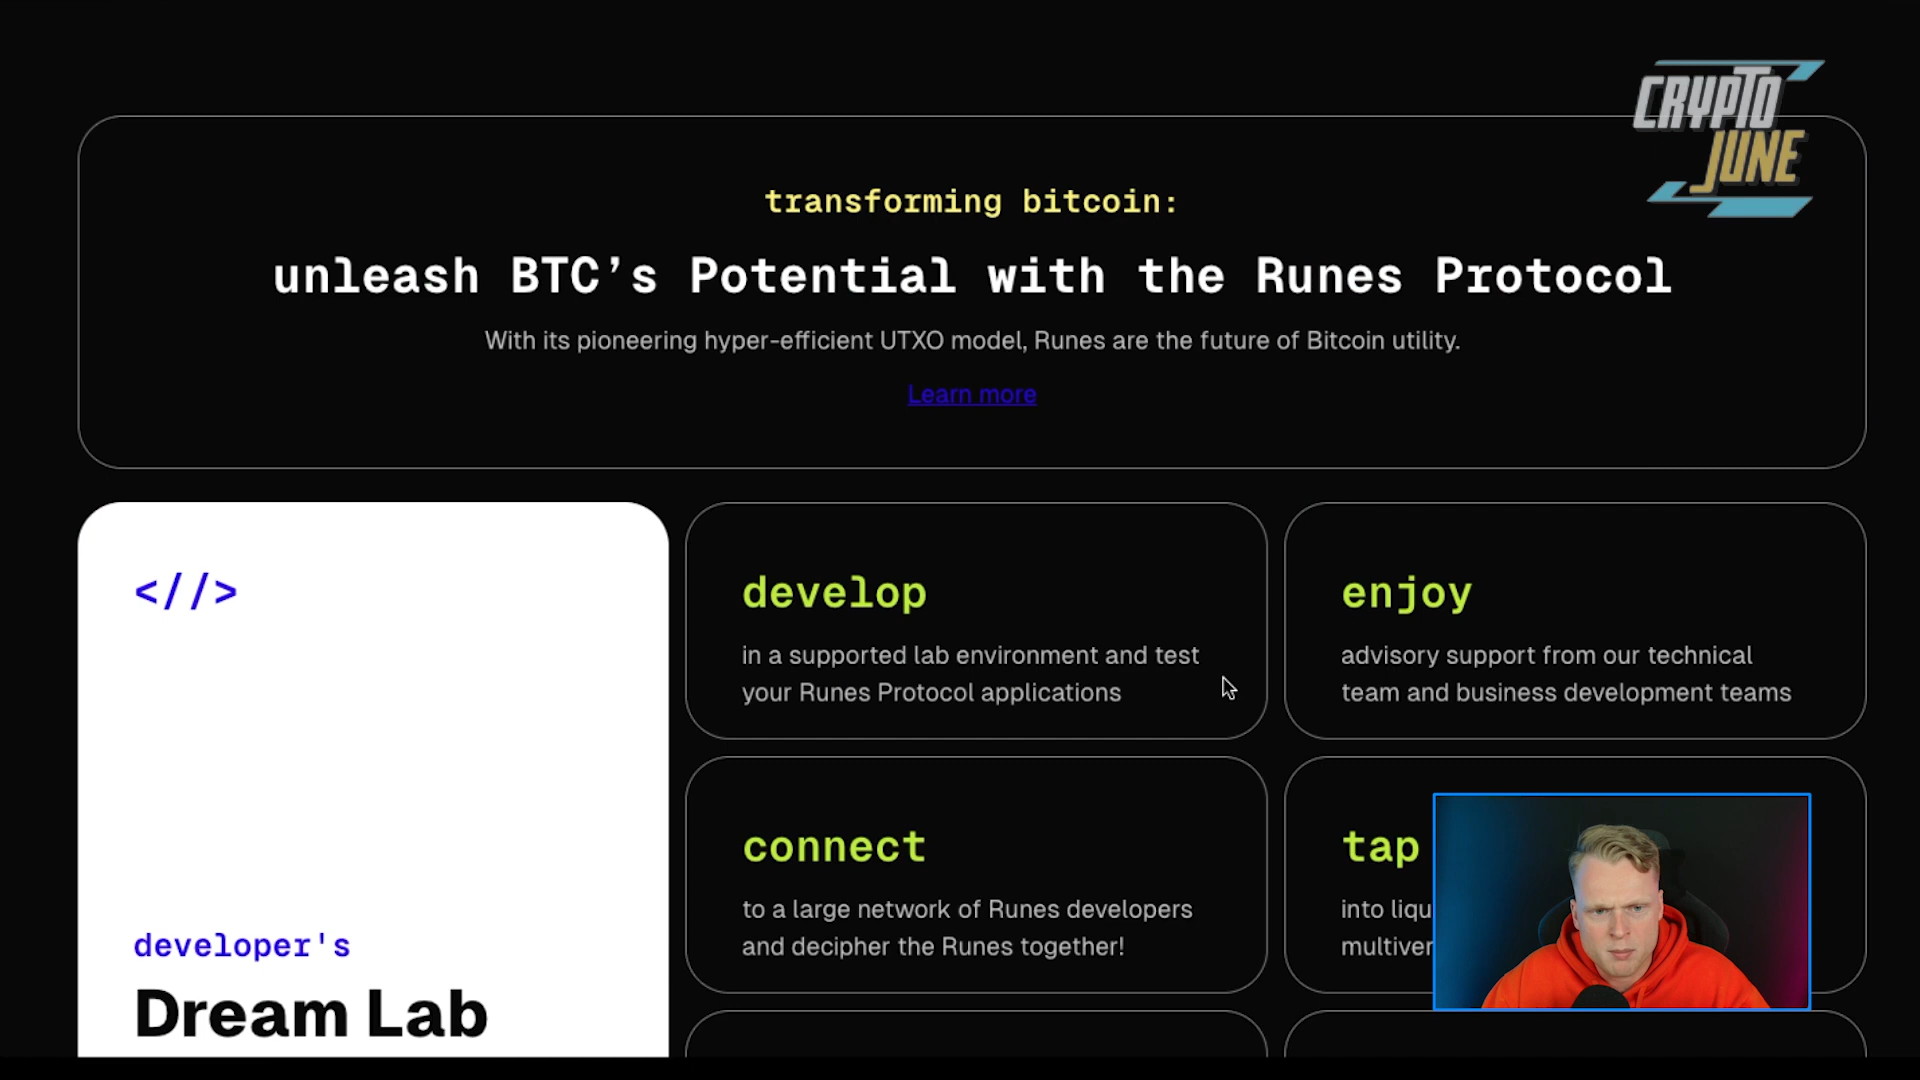 CRYPTO
JUNE
transforming bitcoin:
unleash BTC’s Potential with the Runes Protocol
With its pioneering hyper-efficient UTXO model, Runes are the future of Bitcoin utility.
Learn more
</​/>
developer's
Dream Lab
develop
in a supported lab environment and test
your Runes Protocol applications
enjoy
advisory support from our technical
team and business development teams
connect
to a large network of Runes developers
and decipher the Runes together!
tap
into